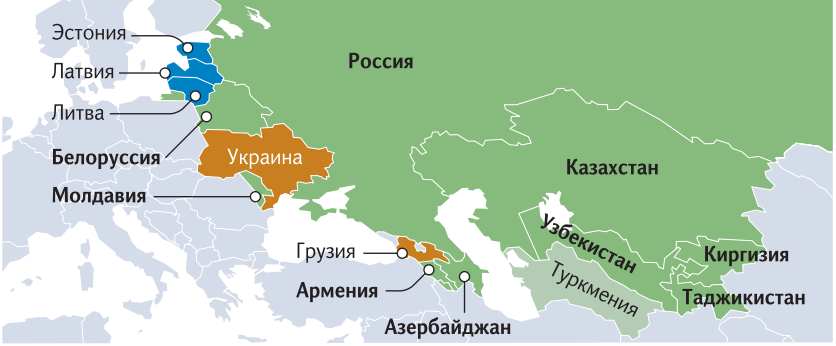 Эстония
Россия
Латвия
Литва
Белоруссия
Украина
Казахстан
Молдавия
Узбекистан
Грузия
Киргизия
Туркмения
Армения
Таджикистан
Азербайджан